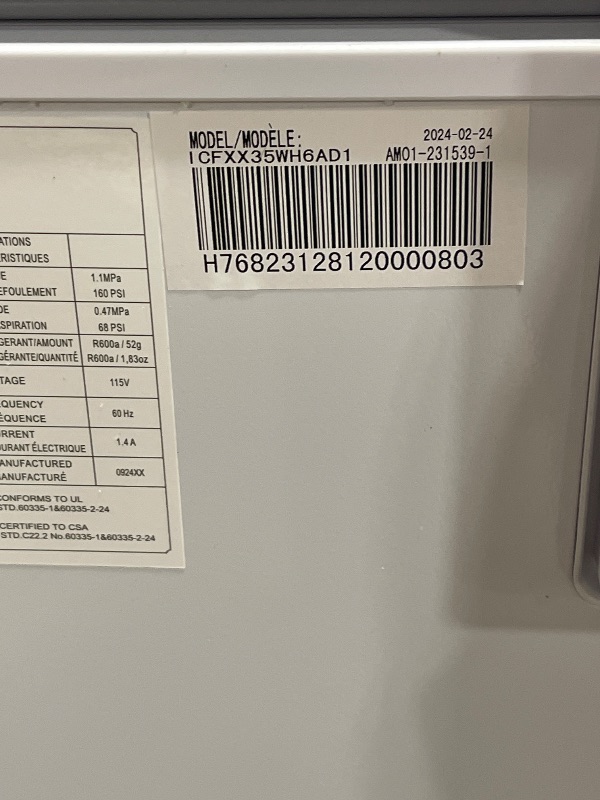 MODEL/MODÈLE:
2024-02-24
ICFXX35WH6AD1
AM01-231539-1
H76823128120000803
ATIONS
RISTIQUES
E 1.1MPa
EFOULEMENT 160 PSI
DE 0.47MPa
SPIRATION 68 PSI
GERANT/AMOUNT R600a / 52g
GÉRANTE/QUANTITÉ R600a / 1,83oz
TAGE 115V
QUENCY
ÉQUENCE 60 Hz
RRENT
URANT ÉLECTRIQUE 1.4 A
ANUFACTURED
ANUFACTURÉ 0924XX
CONFORMS TO UL
STD.60335-1&60335-2-24
CERTIFIED TO CSA
STD.C22.2 No.60335-1&60335-2-24